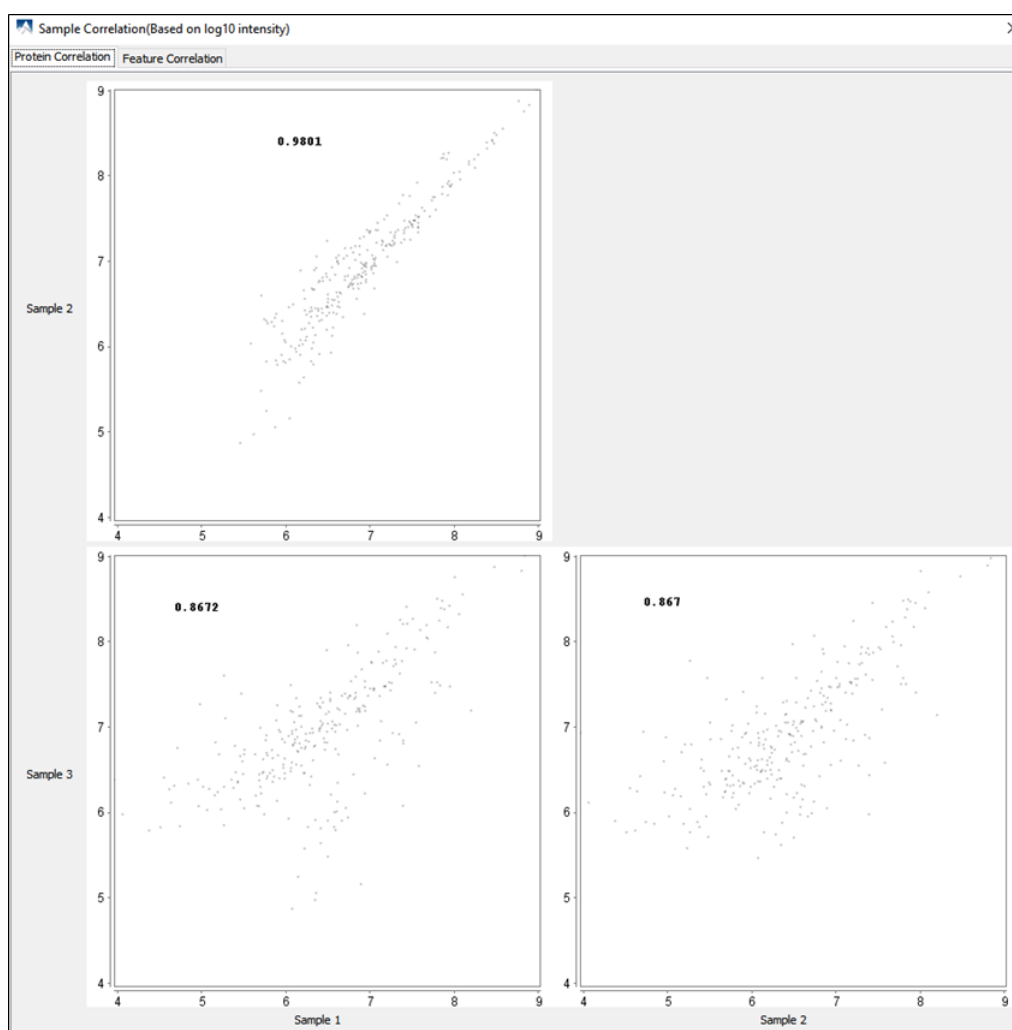 Sample Correlation(Based on log10 intensity)
Protein Correlation Feature Correlation
9
0.9801
8
7
Sample 2
6
5
4
4 5 6 7 8 9
9 9
0.8672 0.867
8 8
7 7
Sample 3
6 6
5 5
4 4
4 5 6 7 8 9 4 5 6 7 8 9
Sample 1 Sample 2